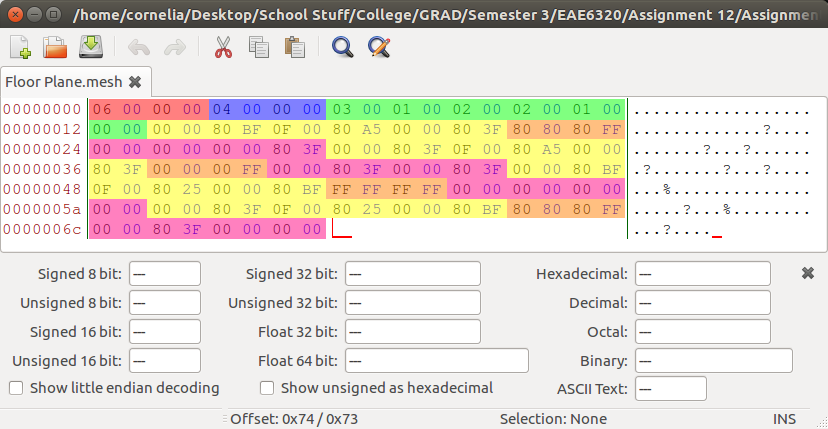 /home/cornelia/Desktop/School Stuff/College/GRAD/Semester 3/EAE6320/Assignment 12/Assignmen
Floor Plane.mesh
00000000 06 00 00 00 04 00 00 00 03 00 01 00 02 00 02 00 01 00 ..................
00000012 00 00 00 00 80 BF 0F 00 80 A5 00 00 80 3F 80 80 80 FF .............?....
00000024 00 00 00 00 00 00 80 3F 00 00 80 3F 0F 00 80 A5 00 00 .......?...?......
00000036 80 3F 00 00 00 FF 00 00 00 80 3F 00 00 80 3F 00 00 80 BF .?.......?...?....
00000048 0F 00 80 25 00 00 80 BF FF FF FF FF 00 00 00 00 00 00 ...%..............
0000005a 00 00 00 00 80 3F 0F 00 80 25 00 00 80 BF 80 80 80 FF .....?...%........
0000006c 00 00 80 3F 00 00 00 00 ...?....
Signed 8 bit: --- Signed 32 bit: --- Hexadecimal: ---
Unsigned 8 bit: --- Unsigned 32 bit: --- Decimal: ---
Signed 16 bit: --- Float 32 bit: --- Octal: ---
Unsigned 16 bit: --- Float 64 bit: --- Binary: ---
Show little endian decoding Show unsigned as hexadecimal ASCII Text: ---
Offset: 0x74 / 0x73 Selection: None INS